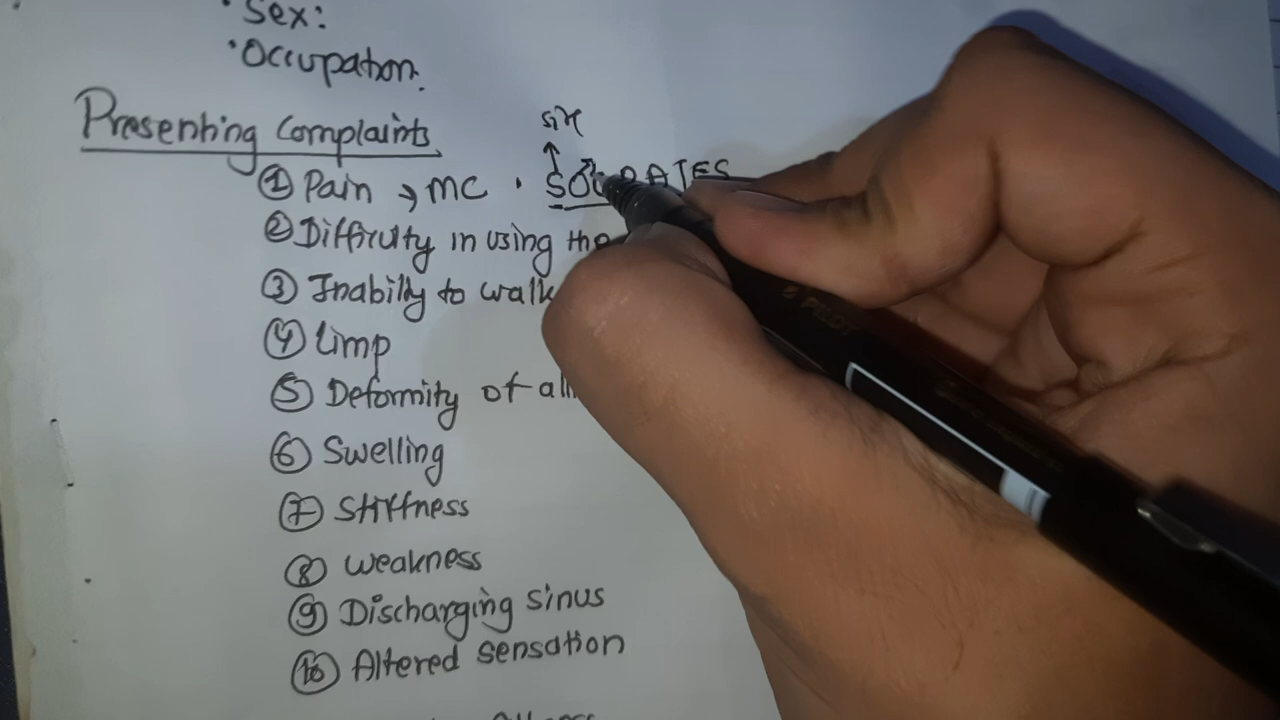 • Sex:
• Occupation.
Presenting Complaints
① Pain → MC • SOCRATES
② Difficulty in using the
③ Inability to walk
④ Limp
⑤ Deformity of
⑥ Swelling
⑦ Stiffness
⑧ Weakness
⑨ Discharging sinus
⑩ Altered sensation
PILOT